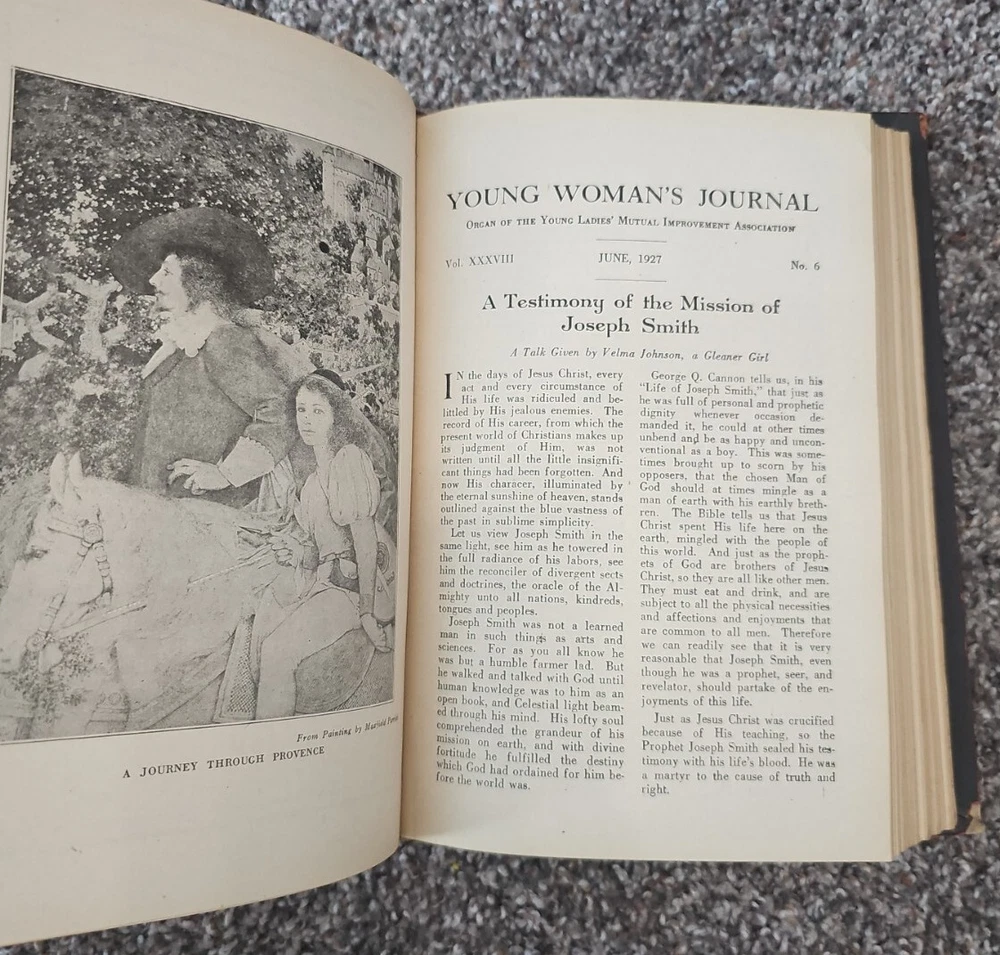 From Painting by
A JOURNEY THROUGH PROVENCE
YOUNG WOMAN'S JOURNAL
ORGAN OF THE YOUNG LADIES' MUTUAL IMPROVEMENT ASSOCIATION
Vol. XXXVIII JUNE, 1927 No. 6
A Testimony of the Mission of
Joseph Smith
A Talk Given by Velma Johnson, a Gleaner Girl
IN the days of Jesus Christ, every
act and every circumstance of
His life was ridiculed and be-
littled by His jealous enemies. The
record of His career, from which the
present world of Christians makes up
its judgment of Him, was not
written until all the little insignifi-
cant things had been forgotten. And
now His characer, illuminated by
the eternal sunshine of heaven, stands
outlined against the blue vastness of
the past in sublime simplicity.
Let us view Joseph Smith in the
same light, see him as he towered in
the full radiance of his labors, see
him the reconciler of divergent sects
and doctrines, the oracle of the Al-
mighty unto all nations, kindreds,
tongues and peoples.
Joseph Smith was not a learned
man in such things as arts and
sciences. For as you all know he
was but a humble farmer lad. But
he walked and talked with God until
human knowledge was to him as an
open book, and Celestial light beam-
ed through his mind. His lofty soul
comprehended the grandeur of his
mission on earth, and with divine
fortitude he fulfilled the destiny
which God had ordained for him be-
fore the world was.
George Q. Cannon tells us, in his
"Life of Joseph Smith," that just as
he was full of personal and prophetic
dignity whenever occasion de-
manded it, he could at other times
unbend and be as happy and uncon-
ventional as a boy. This was some-
times brought up to scorn by his
opposers, that the chosen Man of
God should at times mingle as a
man of earth with his earthly breth-
ren. The Bible tells us that Jesus
Christ spent His life here on the
earth, mingled with the people of
this world. And just as the proph-
ets of God are brothers of Jesus
Christ, so they are all like other men.
They must eat and drink, and are
subject to all the physical necessities
and affections and enjoyments that
are common to all men. Therefore
we can readily see that it is very
reasonable that Joseph Smith, even
though he was a prophet, seer, and
revelator, should partake of the en-
joyments of this life.
Just as Jesus Christ was crucified
because of His teaching, so the
Prophet Joseph Smith sealed his tes-
timony with his life's blood. He was
a martyr to the cause of truth and
right.